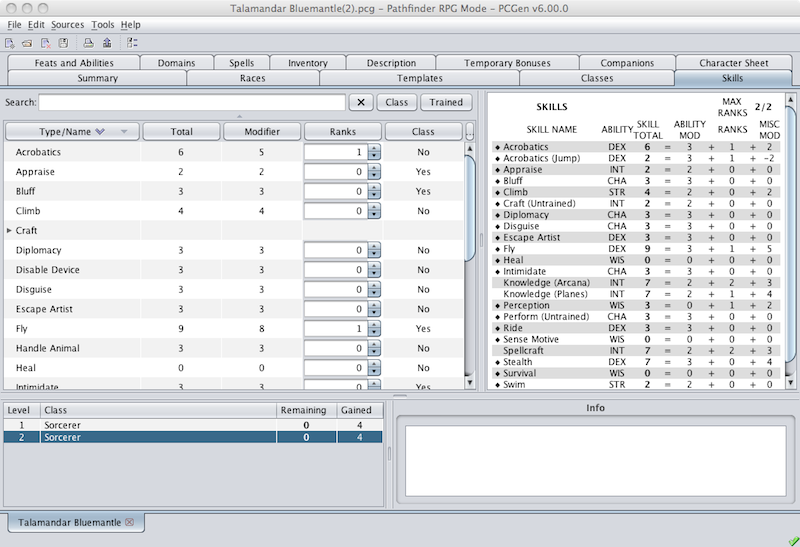 Talamandar Bluemantle(2).pcg – Pathfinder RPG Mode – PCGen v6.00.0
File Edit Sources Tools Help
Feats and Abilities Domains Spells Inventory Description Temporary Bonuses Companions Character Sheet
Summary Races Templates Classes Skills
Search: Class Trained
Type/Name Total Modifier Ranks Class ...
Acrobatics 6 5 1 No
Appraise 2 2 0 Yes
Bluff 3 3 0 Yes
Climb 4 4 0 No
Craft
Diplomacy 3 3 0 No
Disable Device 3 3 0 No
Disguise 3 3 0 No
Escape Artist 3 3 0 No
Fly 9 8 1 Yes
Handle Animal 3 3 0 No
Heal 0 0 0 No
Intimidate 3 3 0 Yes
SKILLS MAX RANKS 2/2
SKILL NAME ABILITY SKILL TOTAL ABILITY MOD RANKS MISC MOD
◆ Acrobatics DEX 6 = 3 + 1 + 2
◆ Acrobatics (Jump) DEX 2 = 3 + 1 + -2
◆ Appraise INT 2 = 2 + 0 + 0
◆ Bluff CHA 3 = 3 + 0 + 0
◆ Climb STR 4 = 2 + 0 + 2
◆ Craft (Untrained) INT 2 = 2 + 0 + 0
◆ Diplomacy CHA 3 = 3 + 0 + 0
◆ Disguise CHA 3 = 3 + 0 + 0
◆ Escape Artist DEX 3 = 3 + 0 + 0
◆ Fly DEX 9 = 3 + 1 + 5
◆ Heal WIS 0 = 0 + 0 + 0
◆ Intimidate CHA 3 = 3 + 0 + 0
Knowledge (Arcana) INT 7 = 2 + 2 + 3
Knowledge (Planes) INT 7 = 2 + 1 + 4
◆ Perception WIS 3 = 0 + 1 + 2
◆ Perform (Untrained) CHA 3 = 3 + 0 + 0
◆ Ride DEX 3 = 3 + 0 + 0
◆ Sense Motive WIS 0 = 0 + 0 + 0
Spellcraft INT 7 = 2 + 2 + 3
◆ Stealth DEX 7 = 3 + 0 + 4
◆ Survival WIS 0 = 0 + 0 + 0
◆ Swim STR 2 = 2 + 0 + 0
Level Class Remaining Gained
1 Sorcerer 0 4
2 Sorcerer 0 4
Info
Talamandar Bluemantle